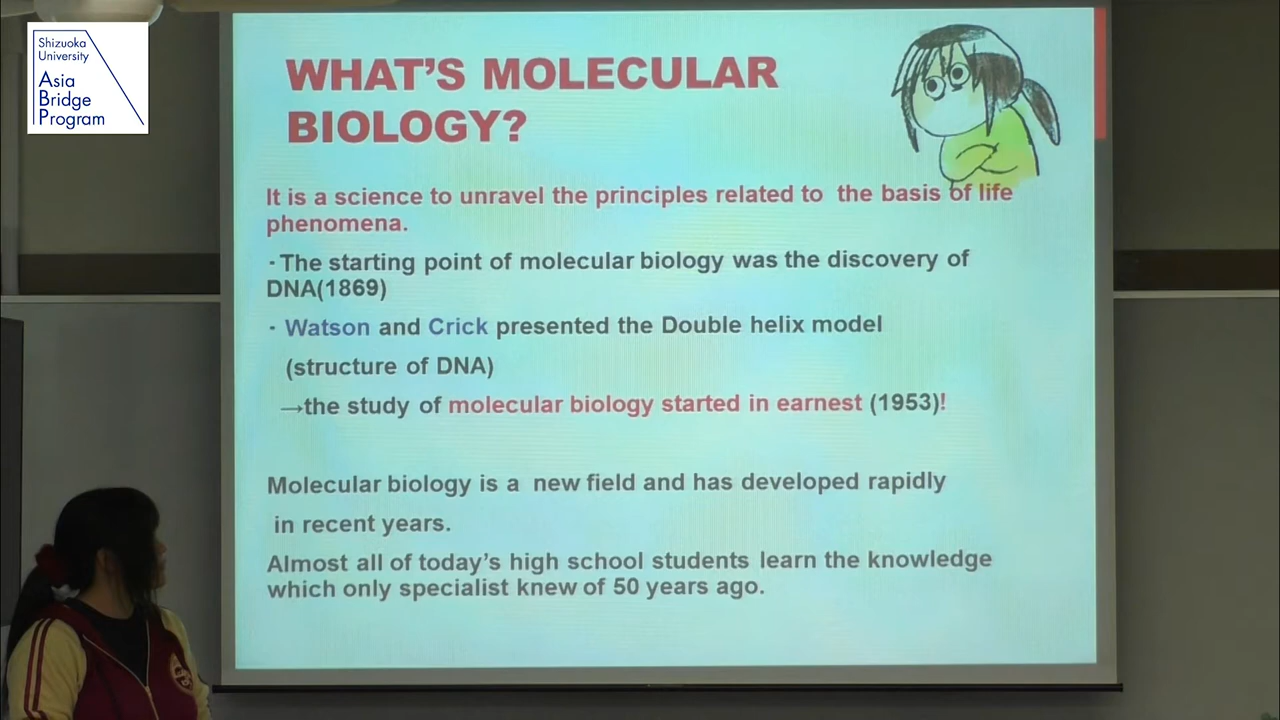 Shizuoka
University
Asia
Bridge
Program
WHAT'S MOLECULAR
BIOLOGY?
It is a science to unravel the principles related to the basis of life
phenomena.
・The starting point of molecular biology was the discovery of
DNA(1869)
・Watson and Crick presented the Double helix model
(structure of DNA)
→the study of molecular biology started in earnest (1953)!
Molecular biology is a new field and has developed rapidly
in recent years.
Almost all of today's high school students learn the knowledge
which only specialist knew of 50 years ago.